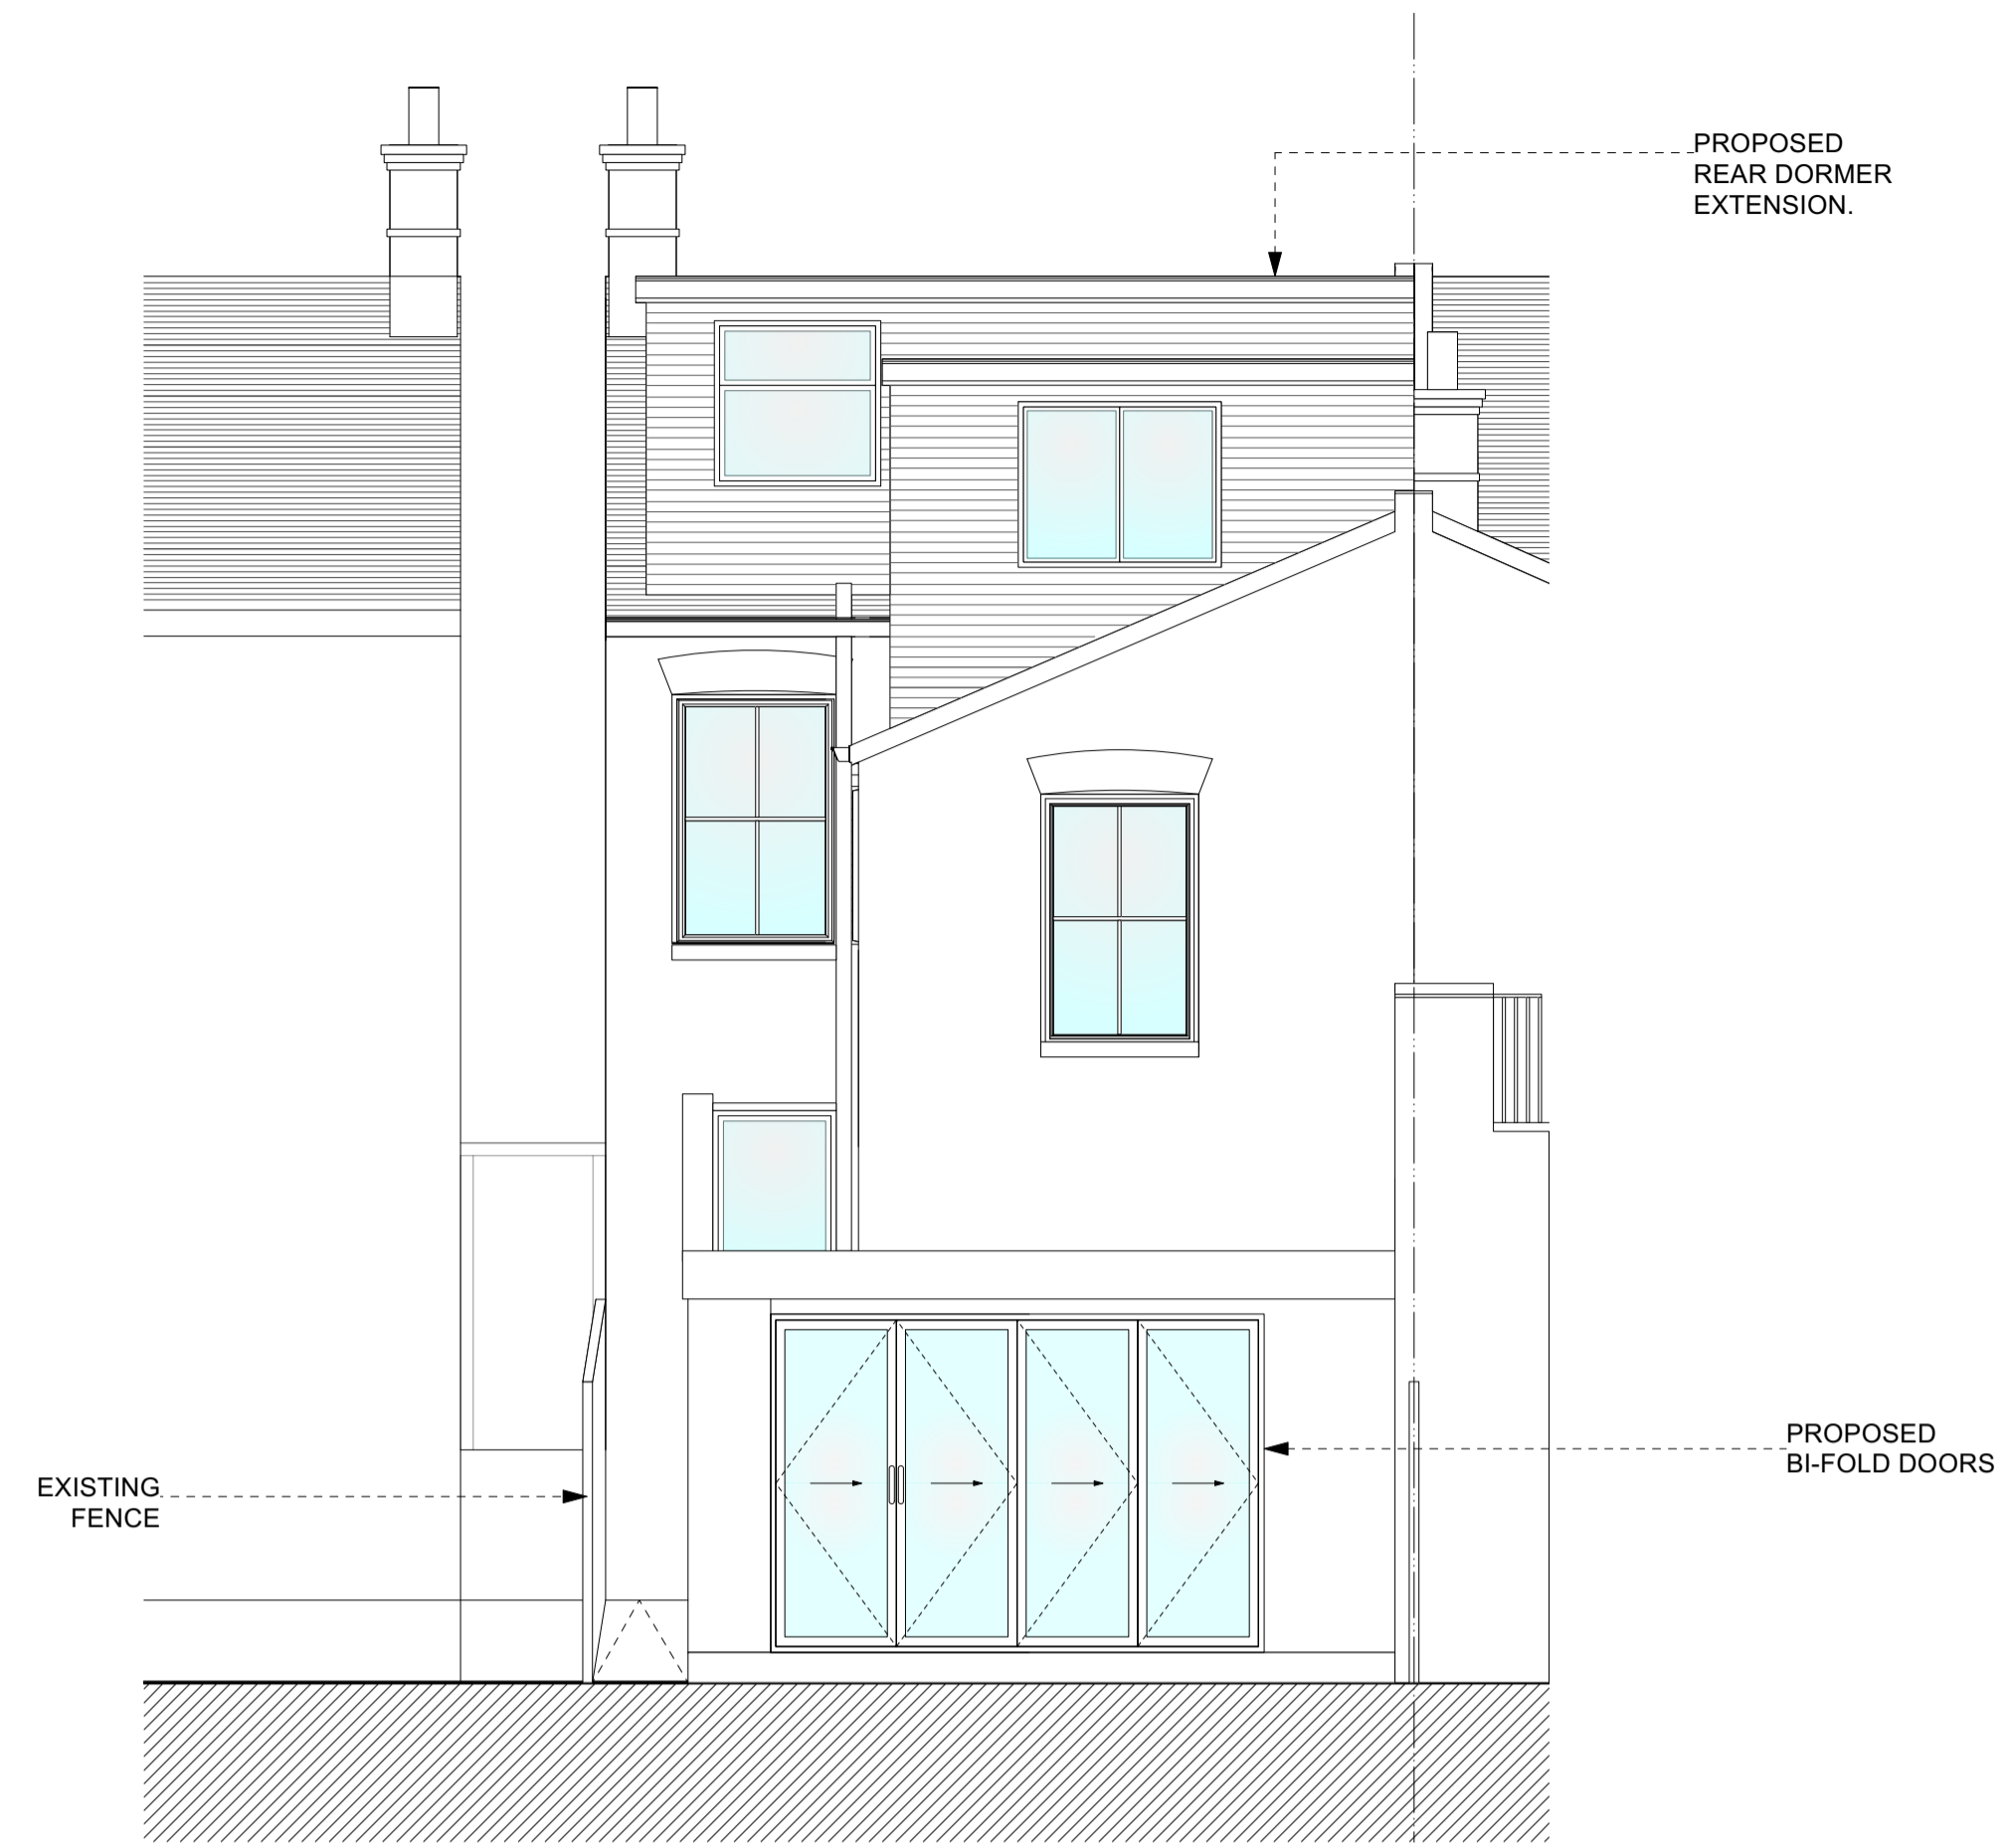 PROPOSED
REAR DORMER
EXTENSION.
PROPOSED
BI-FOLD DOORS
EXISTING
FENCE